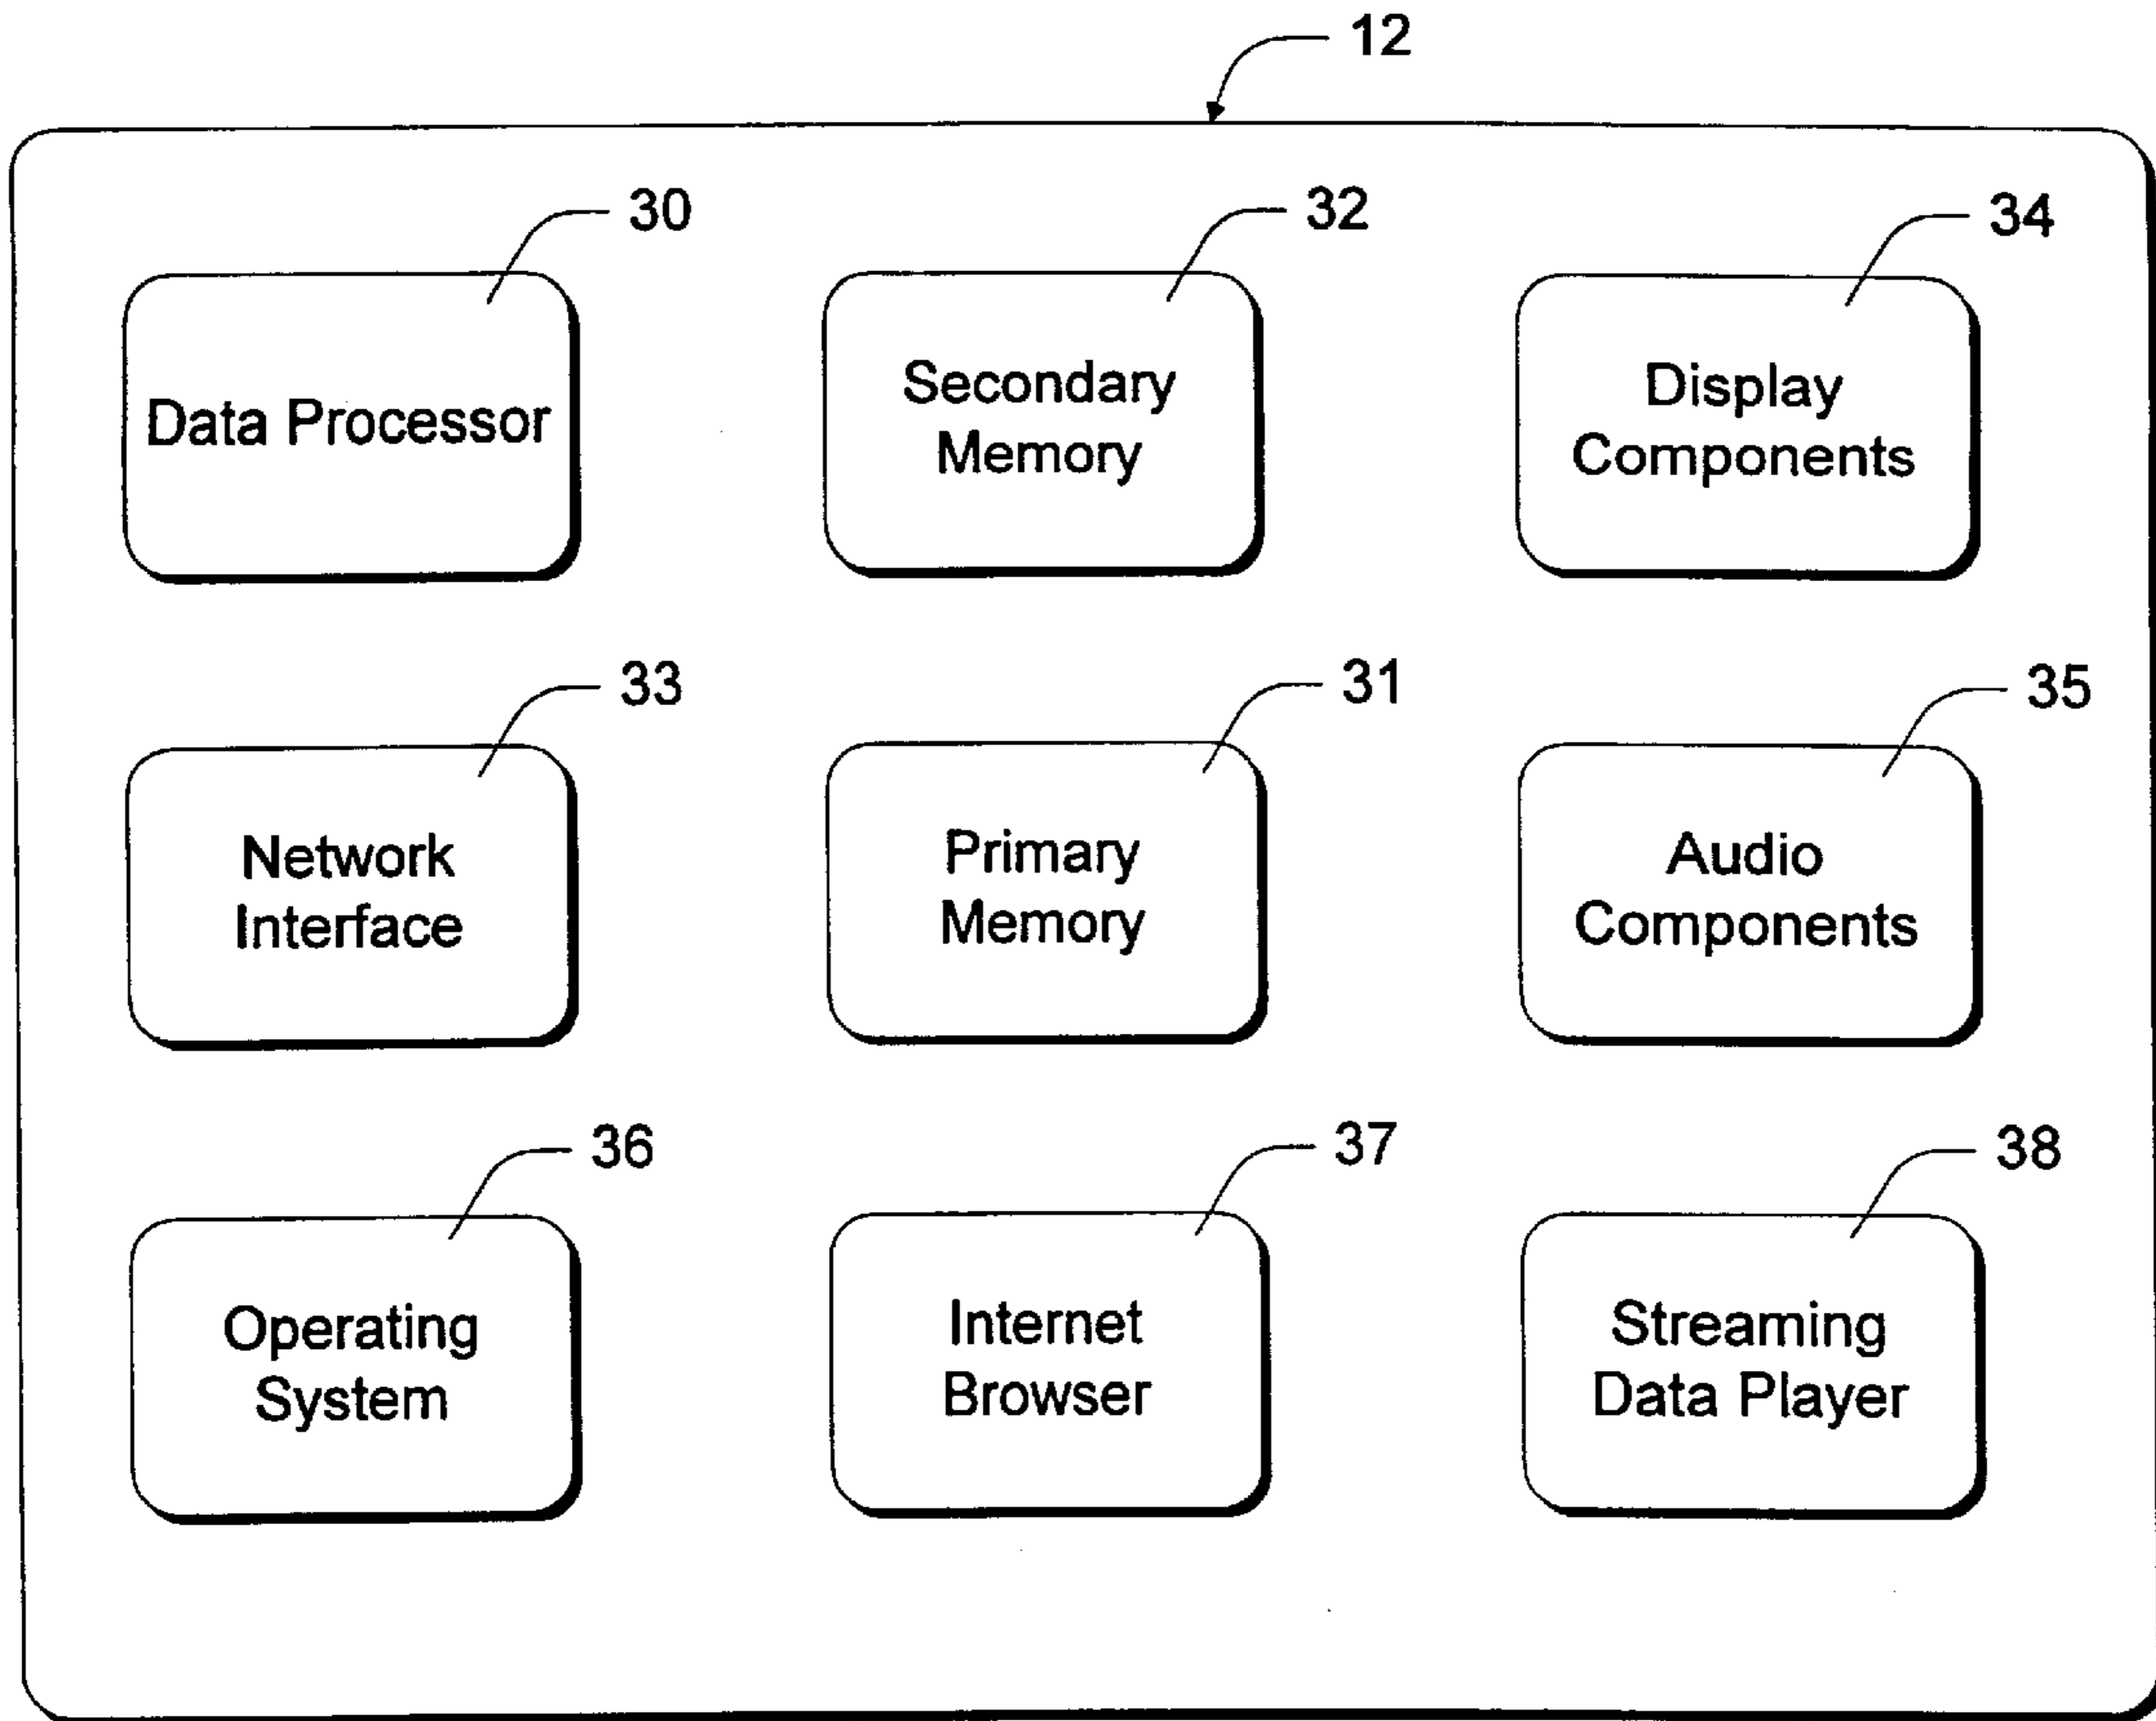 12
30
32
34
Data Processor
Secondary
Memory
Display
Components
33
31
35
Network
Interface
Primary
Memory
Audio
Components
36
37
38
Operating
System
Internet
Browser
Streaming
Data Player